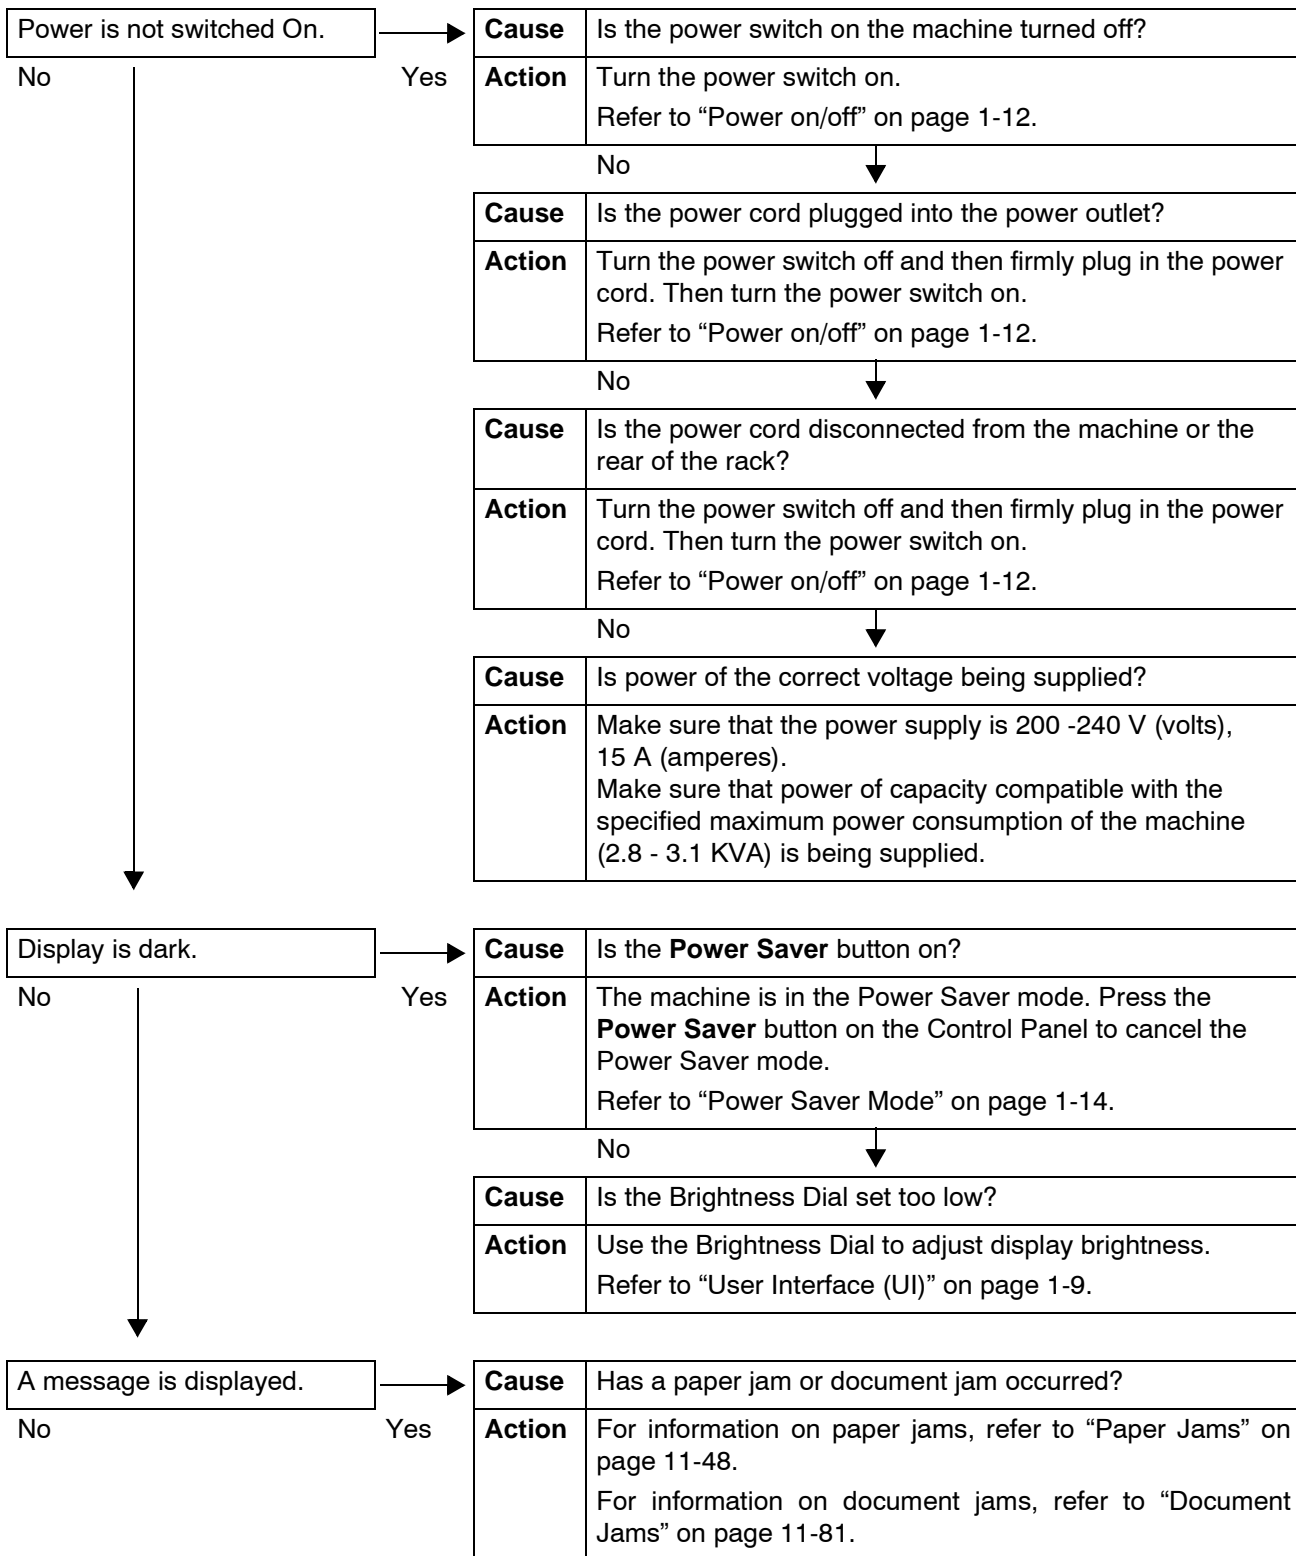 Power is not switched On.
No
Yes
Cause
Is the power switch on the machine turned off?
Action
Turn the power switch on.
Refer to “Power on/off” on page 1-12.
No
Cause
Is the power cord plugged into the power outlet?
Action
Turn the power switch off and then firmly plug in the power
cord. Then turn the power switch on.
Refer to “Power on/off” on page 1-12.
No
Cause
Is the power cord disconnected from the machine or the
rear of the rack?
Action
Turn the power switch off and then firmly plug in the power
cord. Then turn the power switch on.
Refer to “Power on/off” on page 1-12.
No
Cause
Is power of the correct voltage being supplied?
Action
Make sure that the power supply is 200 -240 V (volts),
15 A (amperes).
Make sure that power of capacity compatible with the
specified maximum power consumption of the machine
(2.8 - 3.1 KVA) is being supplied.
Display is dark.
No
Yes
Cause
Is the Power Saver button on?
Action
The machine is in the Power Saver mode. Press the
Power Saver button on the Control Panel to cancel the
Power Saver mode.
Refer to “Power Saver Mode” on page 1-14.
No
Cause
Is the Brightness Dial set too low?
Action
Use the Brightness Dial to adjust display brightness.
Refer to “User Interface (UI)” on page 1-9.
A message is displayed.
No
Yes
Cause
Has a paper jam or document jam occurred?
Action
For information on paper jams, refer to “Paper Jams” on
page 11-48.
For information on document jams, refer to “Document
Jams” on page 11-81.